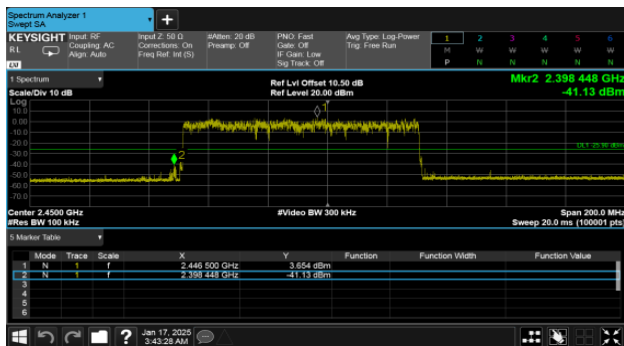 Spectrum Analyzer 1
Swept SA
+
KEYSIGHT Input: RF Input Z: 50 Ω #Atten: 20 dB PNO: Fast Avg Type: Log-Power 1 2 3 4 5 6
RL Coupling: AC Corrections: On Preamp: Off Gate: Off Trig: Free Run M W W W W W
Align: Auto Freq Ref: Int (S) IF Gain: Low P N N N N N
LXI Sig Track: Off
1 Spectrum Ref Lvl Offset 10.50 dB Mkr2 2.398 448 GHz
Scale/Div 10 dB Ref Level 20.00 dBm -41.13 dBm
Log
10.0
0.00
-10.0
-20.0
-30.0
-40.0
-50.0
-60.0
-70.0
1
2
DL1 -25.90 dBm
Center 2.4500 GHz #Video BW 300 kHz Span 200.0 MHz
#Res BW 100 kHz Sweep 20.0 ms (100001 pts)
5 Marker Table
Mode Trace Scale X Y Function Function Width Function Value
1 N 1 f 2.446 500 GHz 3.654 dBm
2 N 1 f 2.398 448 GHz -41.13 dBm
3
4
5
6
? Jan 17, 2025
3:43:28 AM